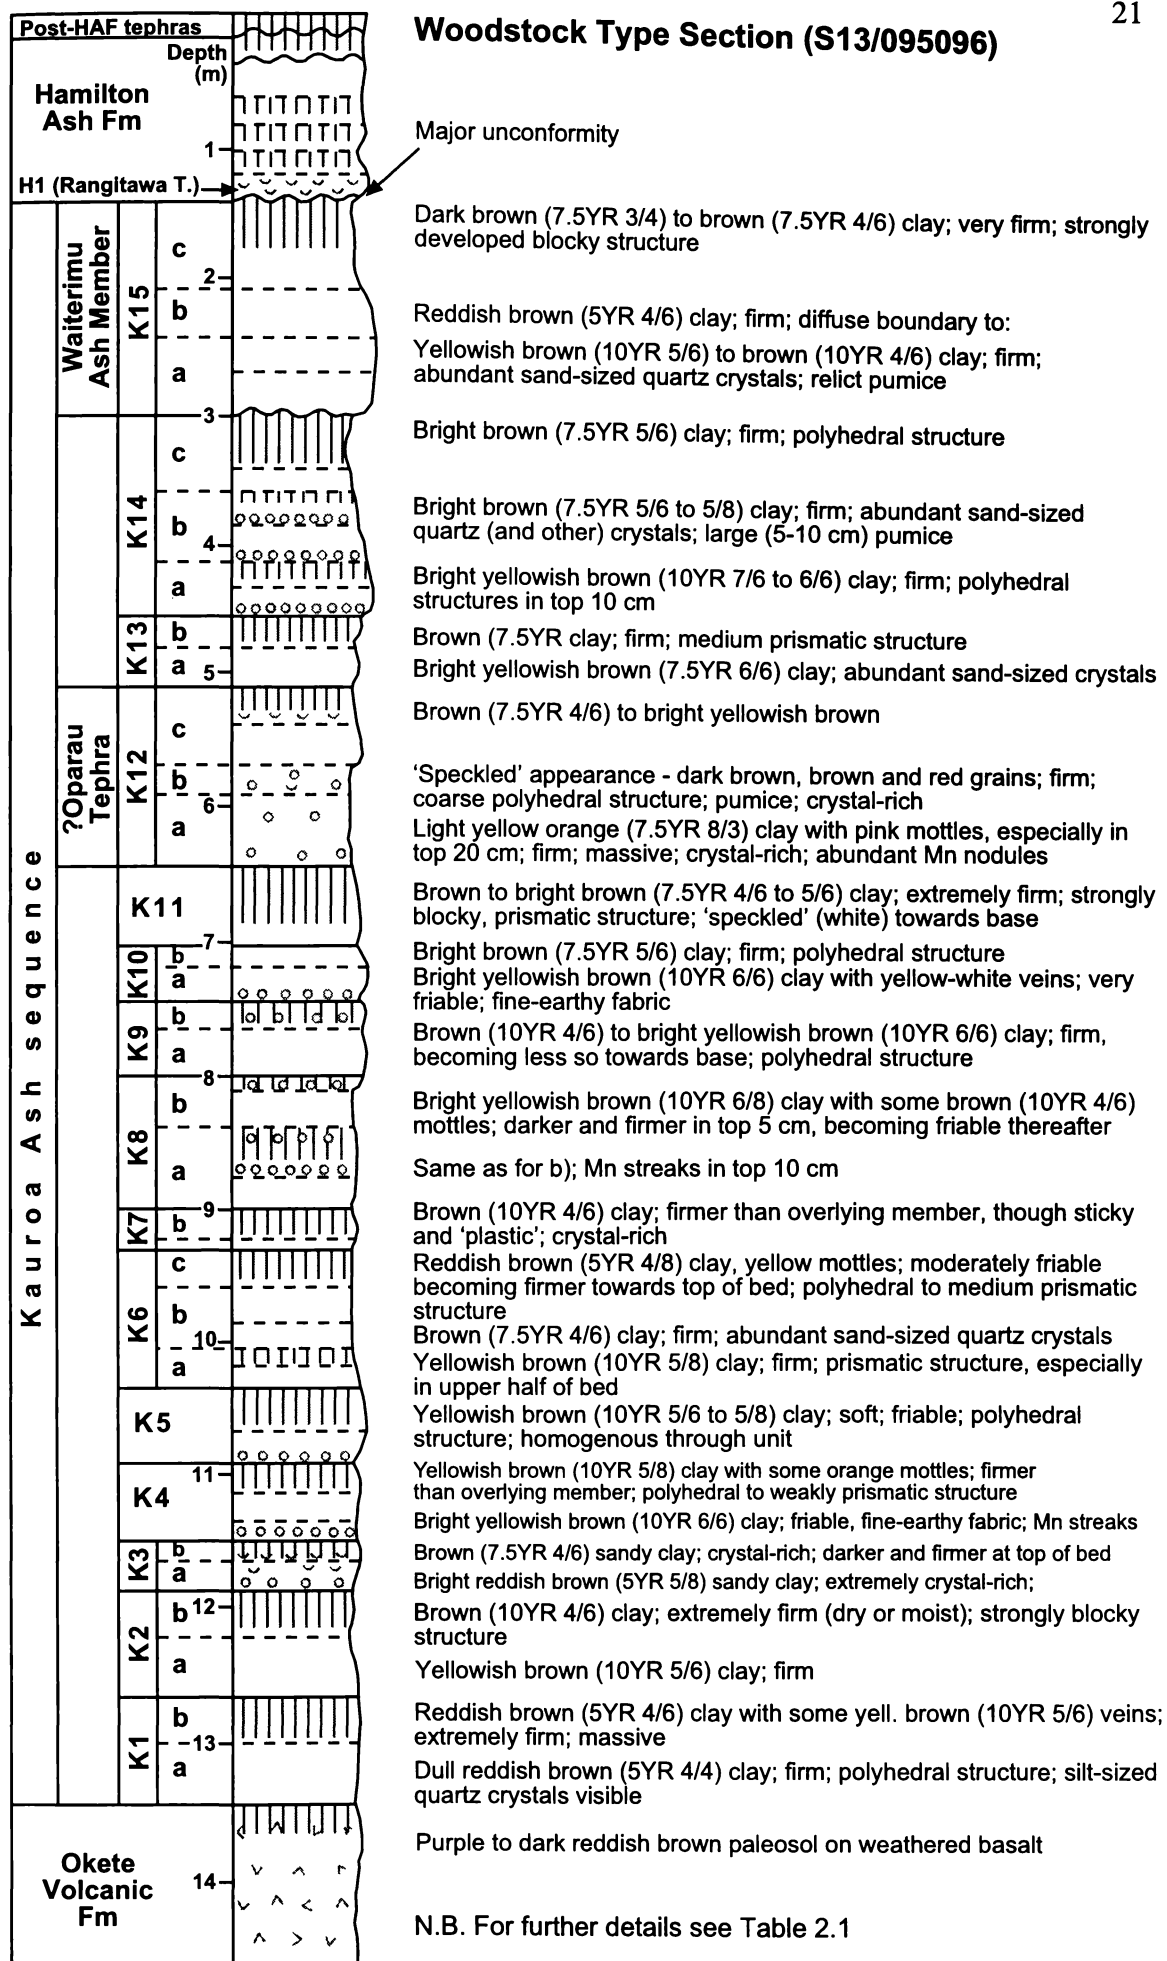 21
Woodstock Type Section (S13/095096)
Post-HAF tephras
Depth
(m)
Hamilton
Ash Fm
1
Major unconformity
H1 (Rangitawa T.)
Kauroa Ash sequence
Waiterimu
Ash Member
K15
c
Dark brown (7.5YR 3/4) to brown (7.5YR 4/6) clay; very firm; strongly
developed blocky structure
2
b
Reddish brown (5YR 4/6) clay; firm; diffuse boundary to:
a
Yellowish brown (10YR 5/6) to brown (10YR 4/6) clay; firm;
abundant sand-sized quartz crystals; relict pumice
3
K14
c
Bright brown (7.5YR 5/6) clay; firm; polyhedral structure
b
Bright brown (7.5YR 5/6 to 5/8) clay; firm; abundant sand-sized
quartz (and other) crystals; large (5-10 cm) pumice
4
a
Bright yellowish brown (10YR 7/6 to 6/6) clay; firm; polyhedral
structures in top 10 cm
K13
b
Brown (7.5YR clay; firm; medium prismatic structure
a
5
Bright yellowish brown (7.5YR 6/6) clay; abundant sand-sized crystals
?Oparau
Tephra
K12
c
Brown (7.5YR 4/6) to bright yellowish brown
b
'Speckled' appearance - dark brown, brown and red grains; firm;
coarse polyhedral structure; pumice; crystal-rich
6
a
Light yellow orange (7.5YR 8/3) clay with pink mottles, especially in
top 20 cm; firm; massive; crystal-rich; abundant Mn nodules
K11
Brown to bright brown (7.5YR 4/6 to 5/6) clay; extremely firm; strongly
blocky, prismatic structure; 'speckled' (white) towards base
7
K10
b
Bright brown (7.5YR 5/6) clay; firm; polyhedral structure
a
Bright yellowish brown (10YR 6/6) clay with yellow-white veins; very
friable; fine-earthy fabric
K9
b
a
Brown (10YR 4/6) to bright yellowish brown (10YR 6/6) clay; firm,
becoming less so towards base; polyhedral structure
8
K8
b
Bright yellowish brown (10YR 6/8) clay with some brown (10YR 4/6)
mottles; darker and firmer in top 5 cm, becoming friable thereafter
a
Same as for b); Mn streaks in top 10 cm
9
K7
b
Brown (10YR 4/6) clay; firmer than overlying member, though sticky
and 'plastic'; crystal-rich
K6
c
Reddish brown (5YR 4/8) clay, yellow mottles; moderately friable
becoming firmer towards top of bed; polyhedral to medium prismatic
structure
b
10
Brown (7.5YR 4/6) clay; firm; abundant sand-sized quartz crystals
a
Yellowish brown (10YR 5/8) clay; firm; prismatic structure, especially
in upper half of bed
K5
Yellowish brown (10YR 5/6 to 5/8) clay; soft; friable; polyhedral
structure; homogenous through unit
11
K4
Yellowish brown (10YR 5/8) clay with some orange mottles; firmer
than overlying member; polyhedral to weakly prismatic structure
Bright yellowish brown (10YR 6/6) clay; friable, fine-earthy fabric; Mn streaks
K3
b
Brown (7.5YR 4/6) sandy clay; crystal-rich; darker and firmer at top of bed
a
Bright reddish brown (5YR 5/8) sandy clay; extremely crystal-rich;
K2
b
12
Brown (10YR 4/6) clay; extremely firm (dry or moist); strongly blocky
structure
a
Yellowish brown (10YR 5/6) clay; firm
K1
b
Reddish brown (5YR 4/6) clay with some yell. brown (10YR 5/6) veins;
extremely firm; massive
13
a
Dull reddish brown (5YR 4/4) clay; firm; polyhedral structure; silt-sized
quartz crystals visible
Okete
Volcanic
Fm
Purple to dark reddish brown paleosol on weathered basalt
14
N.B. For further details see Table 2.1